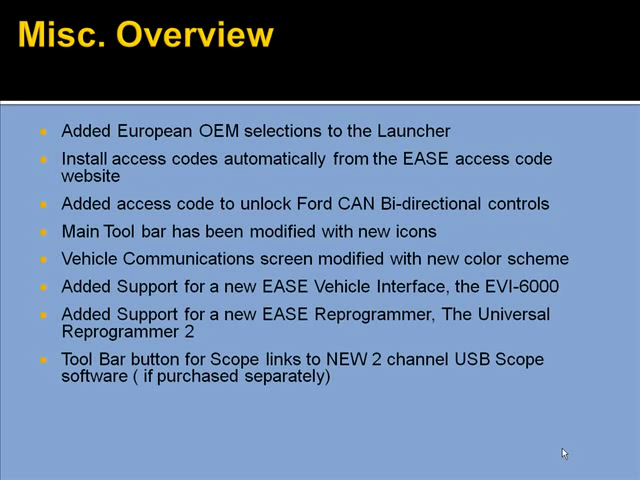 Misc. Overview
Added European OEM selections to the Launcher
Install access codes automatically from the EASE access code
website
Added access code to unlock Ford CAN Bi-directional controls
Main Tool bar has been modified with new icons
Vehicle Communications screen modified with new color scheme
Added Support for a new EASE Vehicle Interface, the EVI-6000
Added Support for a new EASE Reprogrammer, The Universal
Reprogrammer 2
Tool Bar button for Scope links to NEW 2 channel USB Scope
software ( if purchased separately)